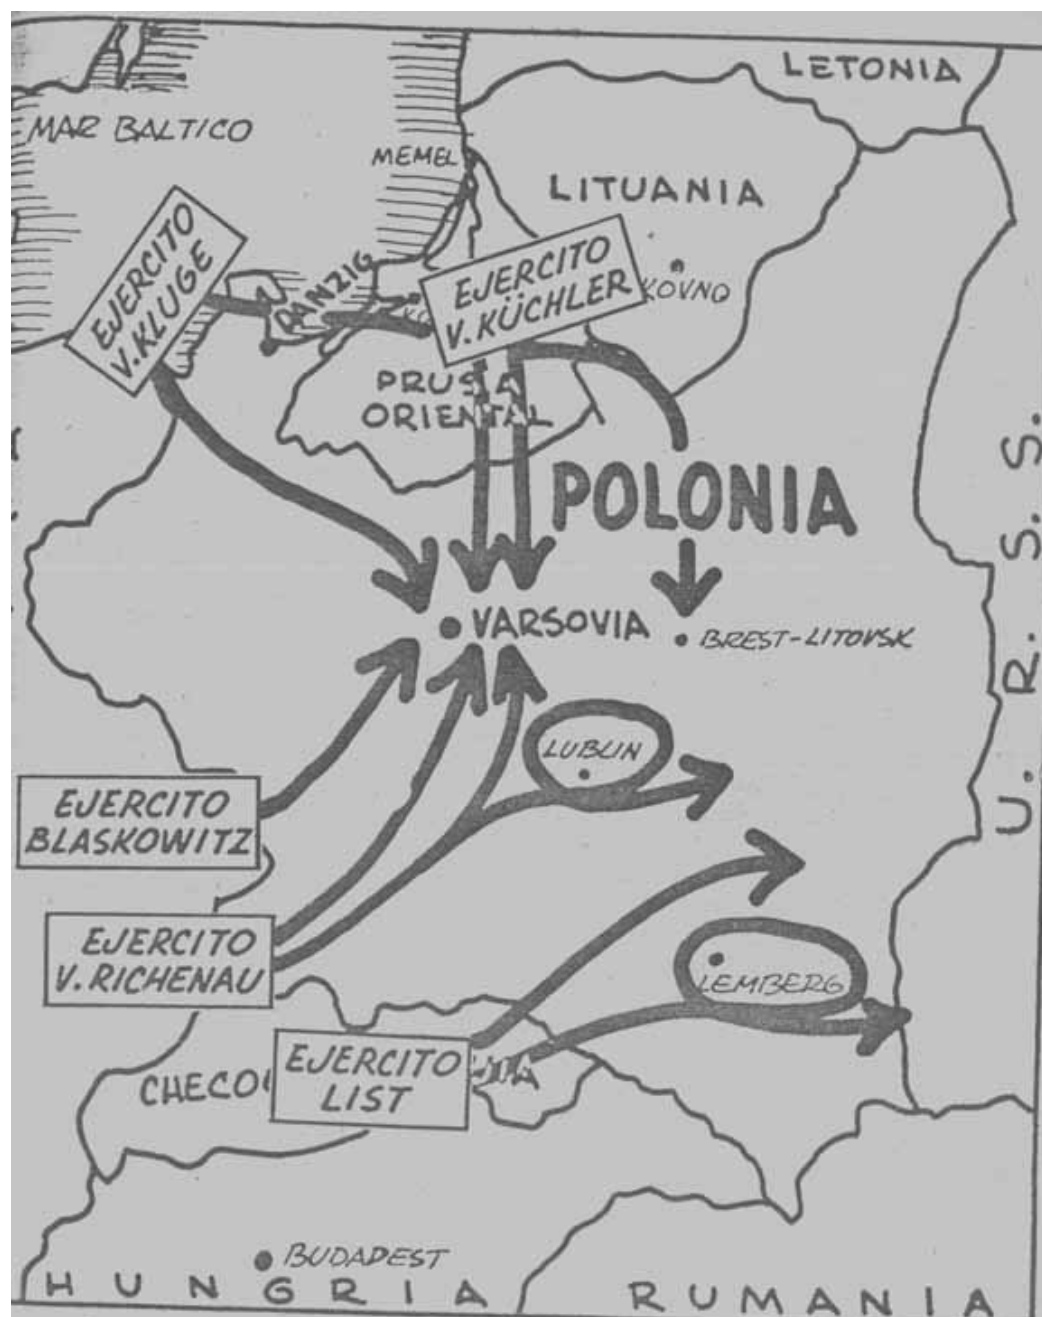 LETONIA
MAR BALTICO
MEMEL
LITUANIA
EJERCITO
V. KLUGE
DANZIG
EJERCITO
V. KÜCHLER
KOVNO
PRUSIA
ORIENTAL
POLONIA
VARSOVIA
BREST-LITOVSK
U. R. S. S.
LUBLIN
EJERCITO
BLASKOWITZ
EJERCITO
V. RICHENAU
LEMBERG
EJERCITO
LIST
BUDAPEST
HUNGRIA
RUMANIA